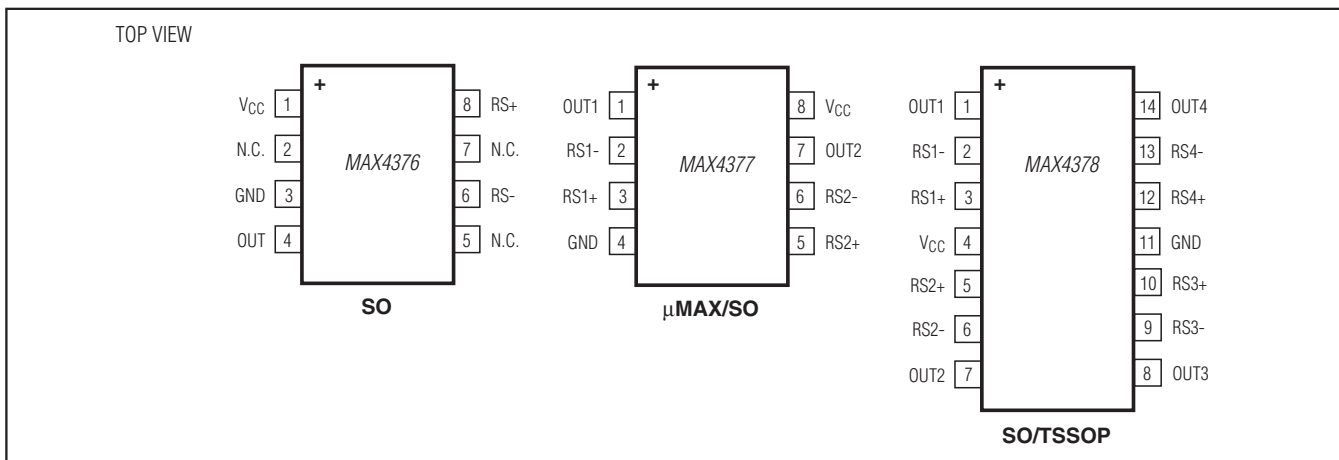 TOP VIEW
+
VCC 1
N.C. 2
GND 3
OUT 4
MAX4376
8 RS+
7 N.C.
6 RS-
5 N.C.
SO
+
OUT1 1
RS1- 2
RS1+ 3
GND 4
MAX4377
8 VCC
7 OUT2
6 RS2-
5 RS2+
μMAX/SO
+
OUT1 1
RS1- 2
RS1+ 3
VCC 4
RS2+ 5
RS2- 6
OUT2 7
MAX4378
14 OUT4
13 RS4-
12 RS4+
11 GND
10 RS3+
9 RS3-
8 OUT3
SO/TSSOP